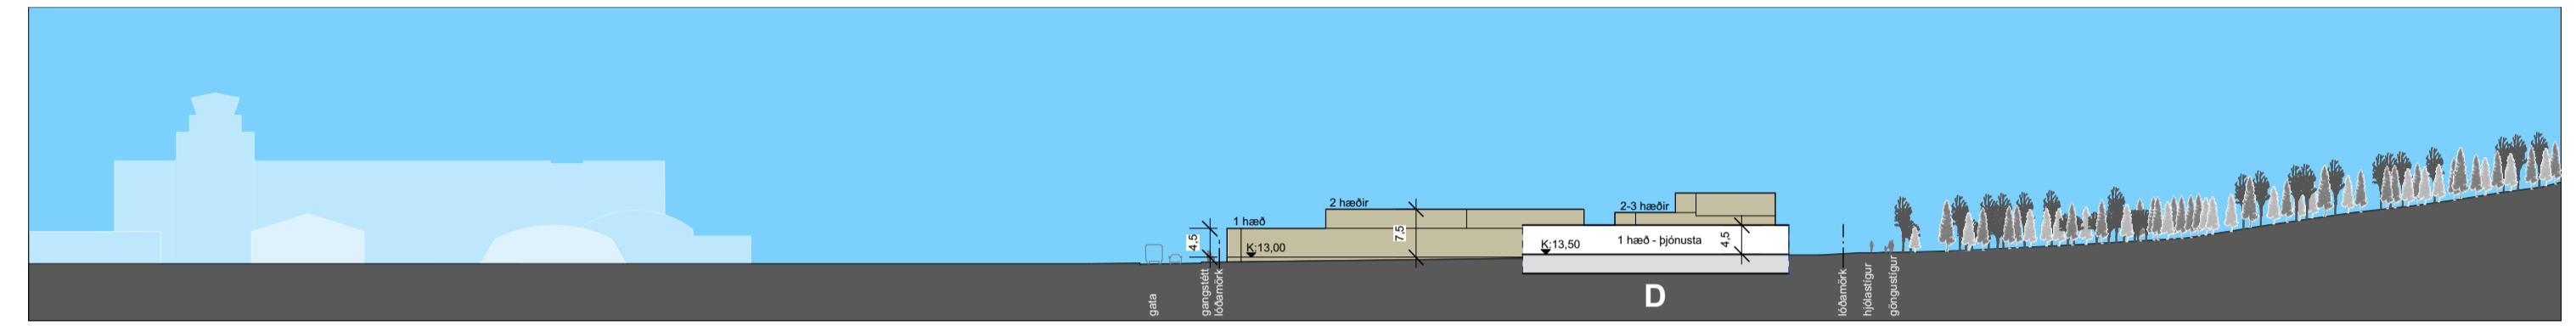 2 hæðir
2-3 hæðir
1 hæð
4,5
7,5
K:13,00
K:13,50
1 hæð - þjónusta
4,5
D
gata
gangstétt
lóðamörk
lóðamörk
hjólastígur
göngustígur